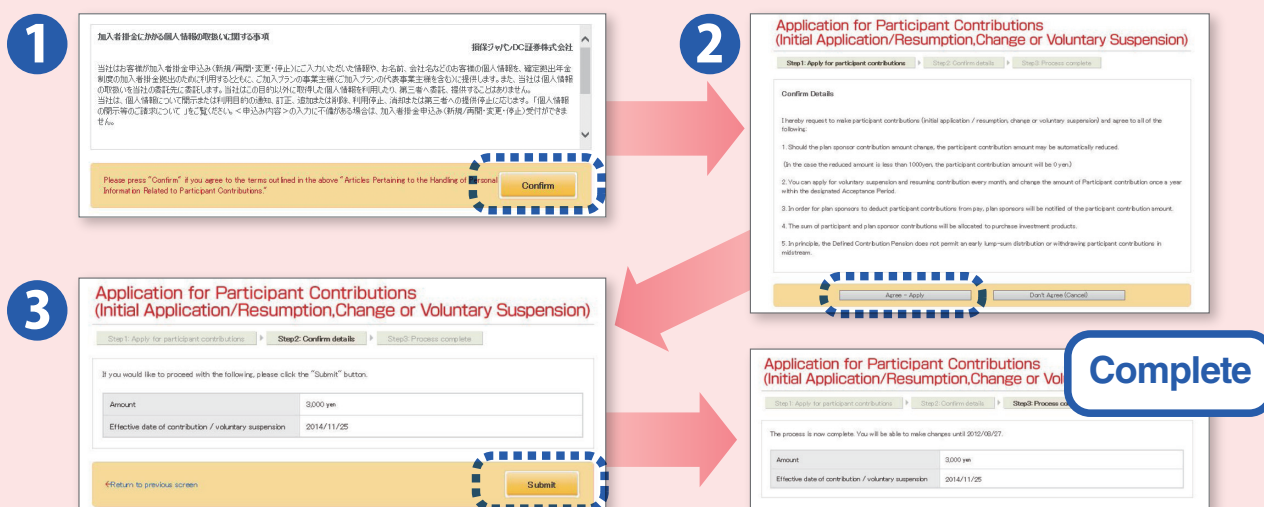 1
加入者掛金にかかる個人情報の取扱いに関する事項
損保ジャパンDC証券株式会社
当社はお客様が加入者掛金申込み(新規/再開・変更・停止)にご入力いただいた情報や、お名前、会社名などのお客様の個人情報を、確定拠出年金
制度の加入者掛金拠出のために利用するとともに、ご加入プランの事業主様(ご加入プランの代表事業主様を含む)に提供します。また、当社は個人情報
の取扱いを当社の委託先に委託します。当社はこの目的以外に取得した個人情報を利用したり、第三者へ委託、提供することはありません。
当社は、個人情報について開示または利用目的の通知、訂正、追加または削除、利用停止、消却または第三者への提供停止に応じます。「個人情報
の開示等のご請求について」をご覧ください。<申込み内容>の入力に不備がある場合は、加入者掛金申込み(新規/再開・変更・停止)受付ができま
せん。
Please press "Confirm" if you agree to the terms outlined in the above "Articles Pertaining to the Handling of Personal
Information Related to Participant Contributions."
Confirm
2
Application for Participant Contributions
(Initial Application/Resumption,Change or Voluntary Suspension)
Step1: Apply for participant contributions
Step2: Confirm details
Step3: Process complete
Confirm Details
I hereby request to make participant contributions (initial application / resumption, change or voluntary suspension) and agree to all of the
following.
1. Should the plan sponsor contribution amount change, the participant contribution amount may be automatically reduced.
(In the case the reduced amount is less than 1000yen, the participant contribution amount will be 0 yen.)
2. You can apply for voluntary suspension and resuming contribution every month, and change the amount of Participant contribution once a year
within the designated Acceptance Period.
3. In order for plan sponsors to deduct participant contributions from pay, plan sponsors will be notified of the participant contribution amount.
4. The sum of participant and plan sponsor contributions will be allocated to purchase investment products.
5. In principle, the Defined Contribution Pension does not permit an early lump-sum distribution or withdrawing participant contributions in
midstream.
Agree - Apply
Don't Agree (Cancel)
3
Application for Participant Contributions
(Initial Application/Resumption,Change or Voluntary Suspension)
Step1: Apply for participant contributions
Step2: Confirm details
Step3: Process complete
If you would like to proceed with the following, please click the "Submit" button.
Amount 3,000 yen
Effective date of contribution / voluntary suspension 2014/11/25
Return to previous screen
Submit
Application for Participant Contributions
(Initial Application/Resumption,Change or Vol
Complete
Step1: Apply for participant contributions
Step2: Confirm details
Step3: Process co
The process is now complete. You will be able to make changes until 2012/08/27.
Amount 3,000 yen
Effective date of contribution / voluntary suspension 2014/11/25